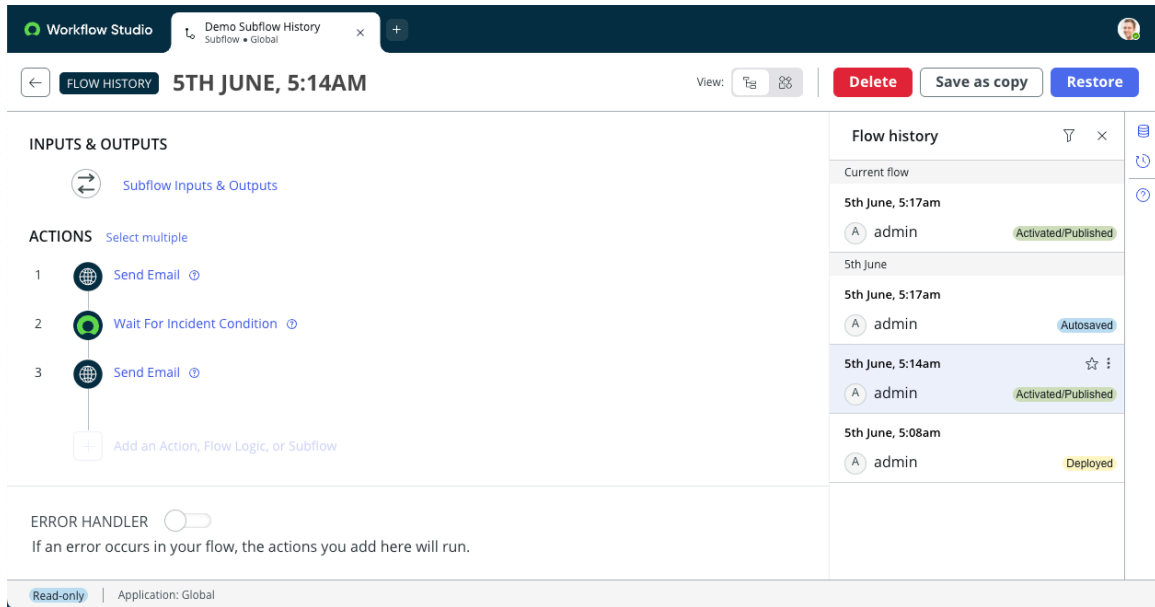 Workflow Studio
Demo Subflow History
Subflow • Global
FLOW HISTORY 5TH JUNE, 5:14AM
View:
Delete Save as copy Restore
INPUTS & OUTPUTS
Subflow Inputs & Outputs
ACTIONS Select multiple
1 Send Email
2 Wait For Incident Condition
3 Send Email
Add an Action, Flow Logic, or Subflow
ERROR HANDLER
If an error occurs in your flow, the actions you add here will run.
Flow history
Current flow
5th June, 5:17am
A admin Activated/Published
5th June
5th June, 5:17am
A admin Autosaved
5th June, 5:14am
A admin Activated/Published
5th June, 5:08am
A admin Deployed
Read-only | Application: Global